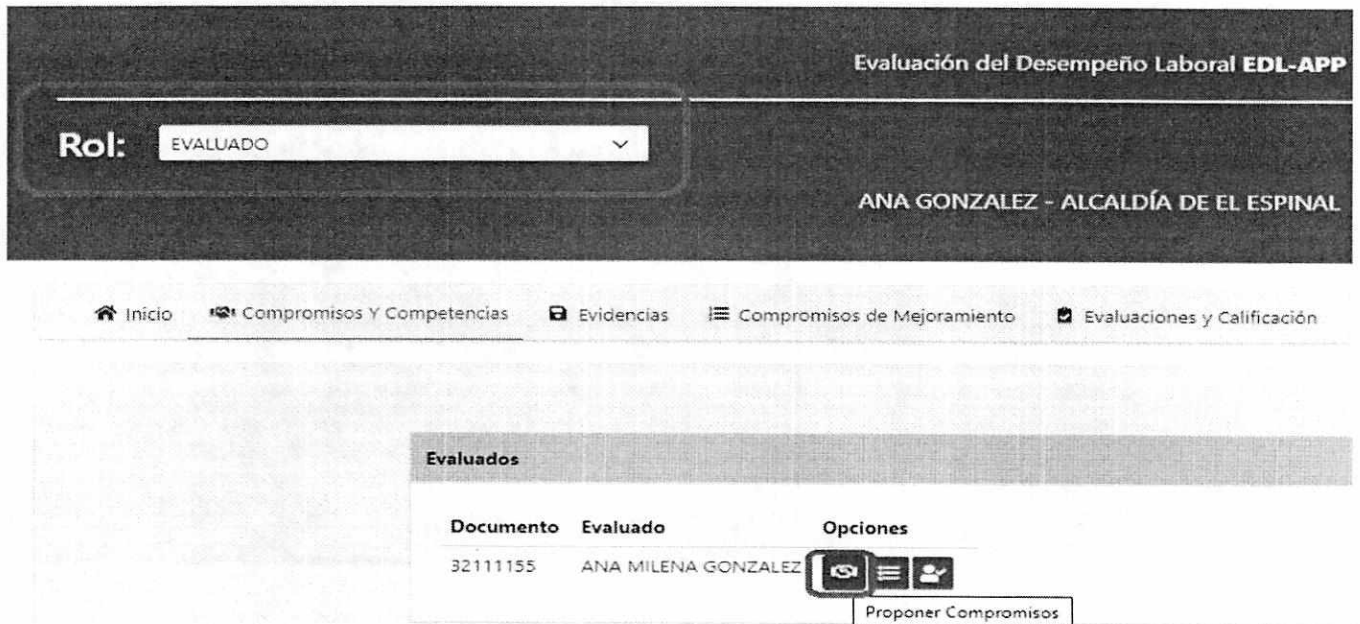 Evaluación del Desempeño Laboral EDL-APP
Rol: EVALUADO
ANA GONZALEZ - ALCALDÍA DE EL ESPINAL
Inicio Compromisos Y Competencias Evidencias Compromisos de Mejoramiento Evaluaciones y Calificación
Evaluados
Documento Evaluado Opciones
32111155 ANA MILENA GONZALEZ
Proponer Compromisos